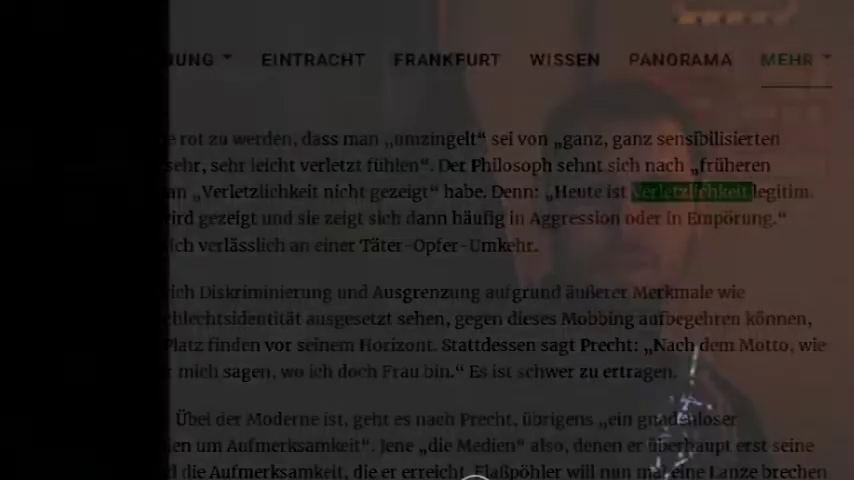 NUNG EINTRACHT FRANKFURT WISSEN PANORAMA MEHR
e rot zu werden, dass man „umzingelt“ sei von „ganz, ganz sensibilisierten
sehr, sehr leicht verletzt fühlen“. Der Philosoph sehnt sich nach „früheren
an „Verletzlichkeit nicht gezeigt“ habe. Denn: „Heute ist Verletzlichkeit legitim.
ird gezeigt und sie zeigt sich dann häufig in Aggression oder in Empörung.“
ich verlässlich an einer Täter-Opfer-Umkehr.
ich Diskriminierung und Ausgrenzung aufgrund äußerer Merkmale wie
chlechtsidentität ausgesetzt sehen, gegen dieses Mobbing aufbegehren können,
Platz finden vor seinem Horizont. Stattdessen sagt Precht: „Nach dem Motto, wie
r mich sagen, wo ich doch Frau bin.“ Es ist schwer zu ertragen.
Übel der Moderne ist, geht es nach Precht, übrigens „ein gnadenloser
en um Aufmerksamkeit“. Jene „die Medien“ also, denen er überhaupt erst seine
d die Aufmerksamkeit, die er erreicht. Flaßpöhler will nun mal eine Lanze brechen